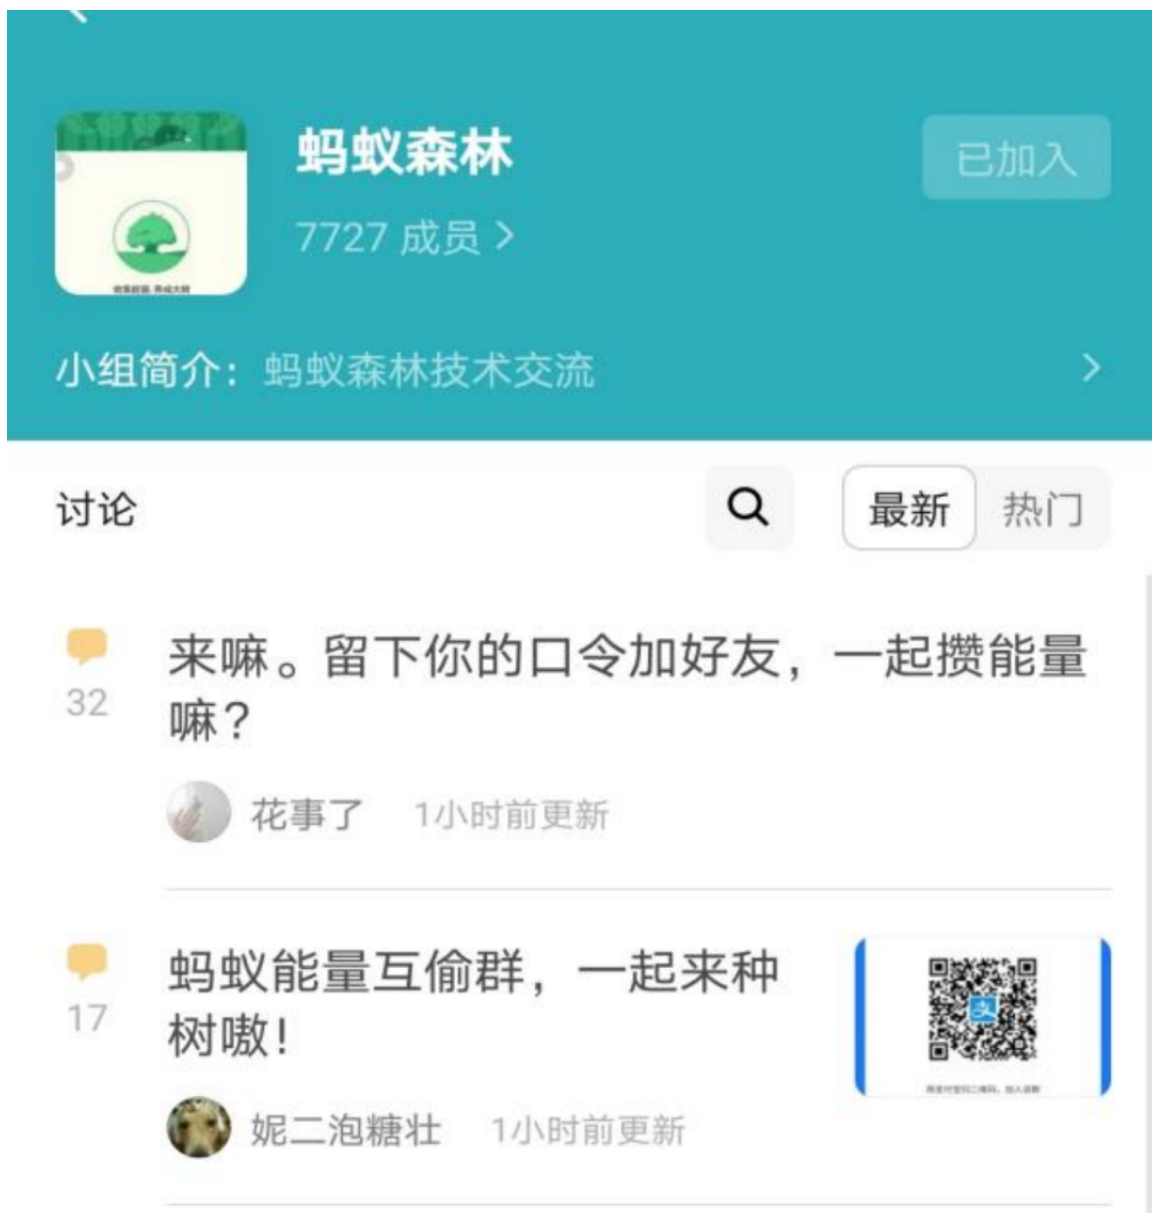 蚂蚁森林
已加入
7727 成员 >
小组简介：蚂蚁森林技术交流
讨论
最新
热门
来嘛。留下你的口令加好友，一起攒能量
嘛？
32
花事了 1小时前更新
蚂蚁能量互偷群，一起来种
树嗷！
17
支
妮二泡糖壮 1小时前更新